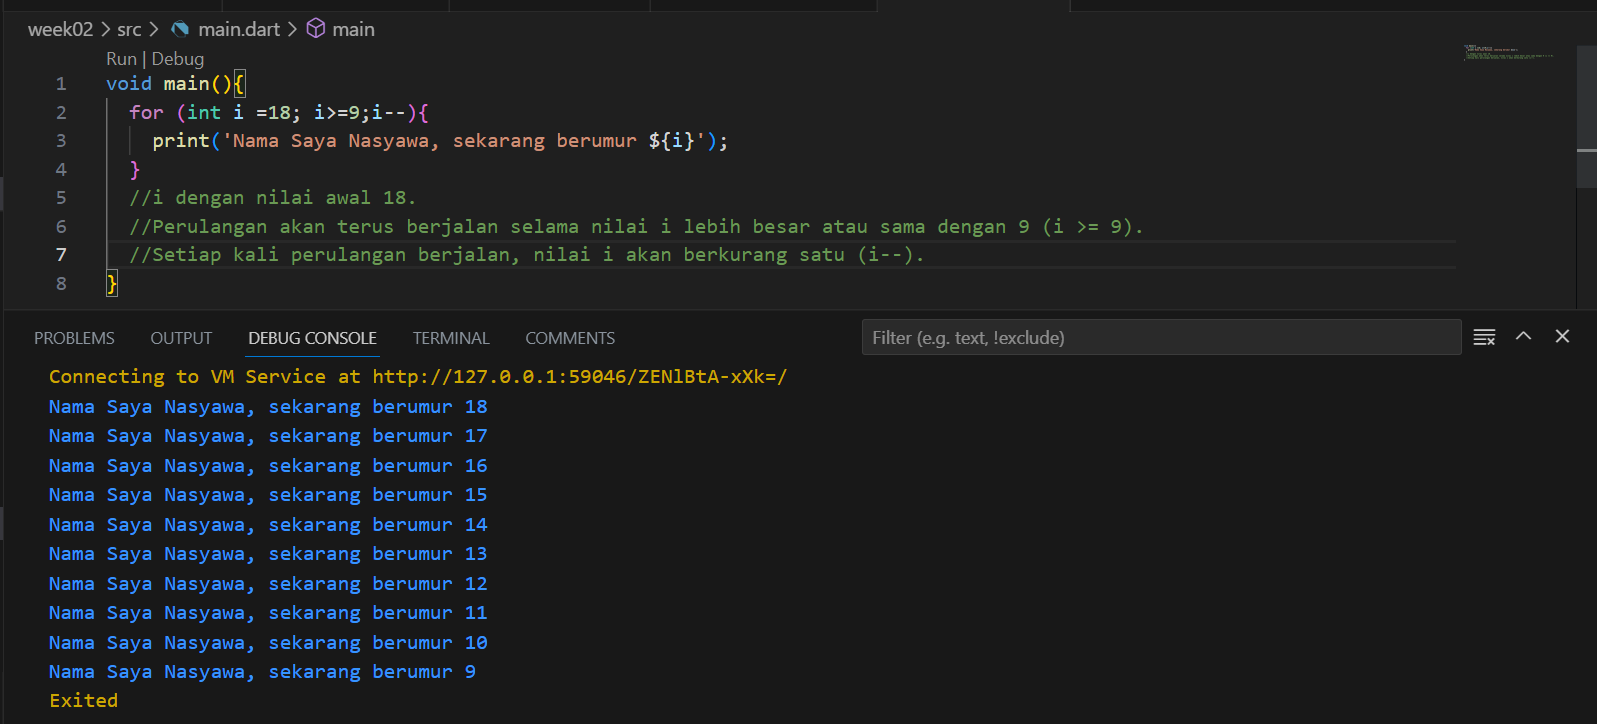 week02 > src > main.dart > main
Run | Debug
1 void main(){
2 for (int i =18; i>=9;i--){
3 print('Nama Saya Nasyawa, sekarang berumur ${i}');
4 }
5 //i dengan nilai awal 18.
6 //Perulangan akan terus berjalan selama nilai i lebih besar atau sama dengan 9 (i >= 9).
7 //Setiap kali perulangan berjalan, nilai i akan berkurang satu (i--).
8 }
PROBLEMS OUTPUT DEBUG CONSOLE TERMINAL COMMENTS Filter (e.g. text, !exclude)
Connecting to VM Service at http://127.0.0.1:59046/ZENlBtA-xXk=/
Nama Saya Nasyawa, sekarang berumur 18
Nama Saya Nasyawa, sekarang berumur 17
Nama Saya Nasyawa, sekarang berumur 16
Nama Saya Nasyawa, sekarang berumur 15
Nama Saya Nasyawa, sekarang berumur 14
Nama Saya Nasyawa, sekarang berumur 13
Nama Saya Nasyawa, sekarang berumur 12
Nama Saya Nasyawa, sekarang berumur 11
Nama Saya Nasyawa, sekarang berumur 10
Nama Saya Nasyawa, sekarang berumur 9
Exited